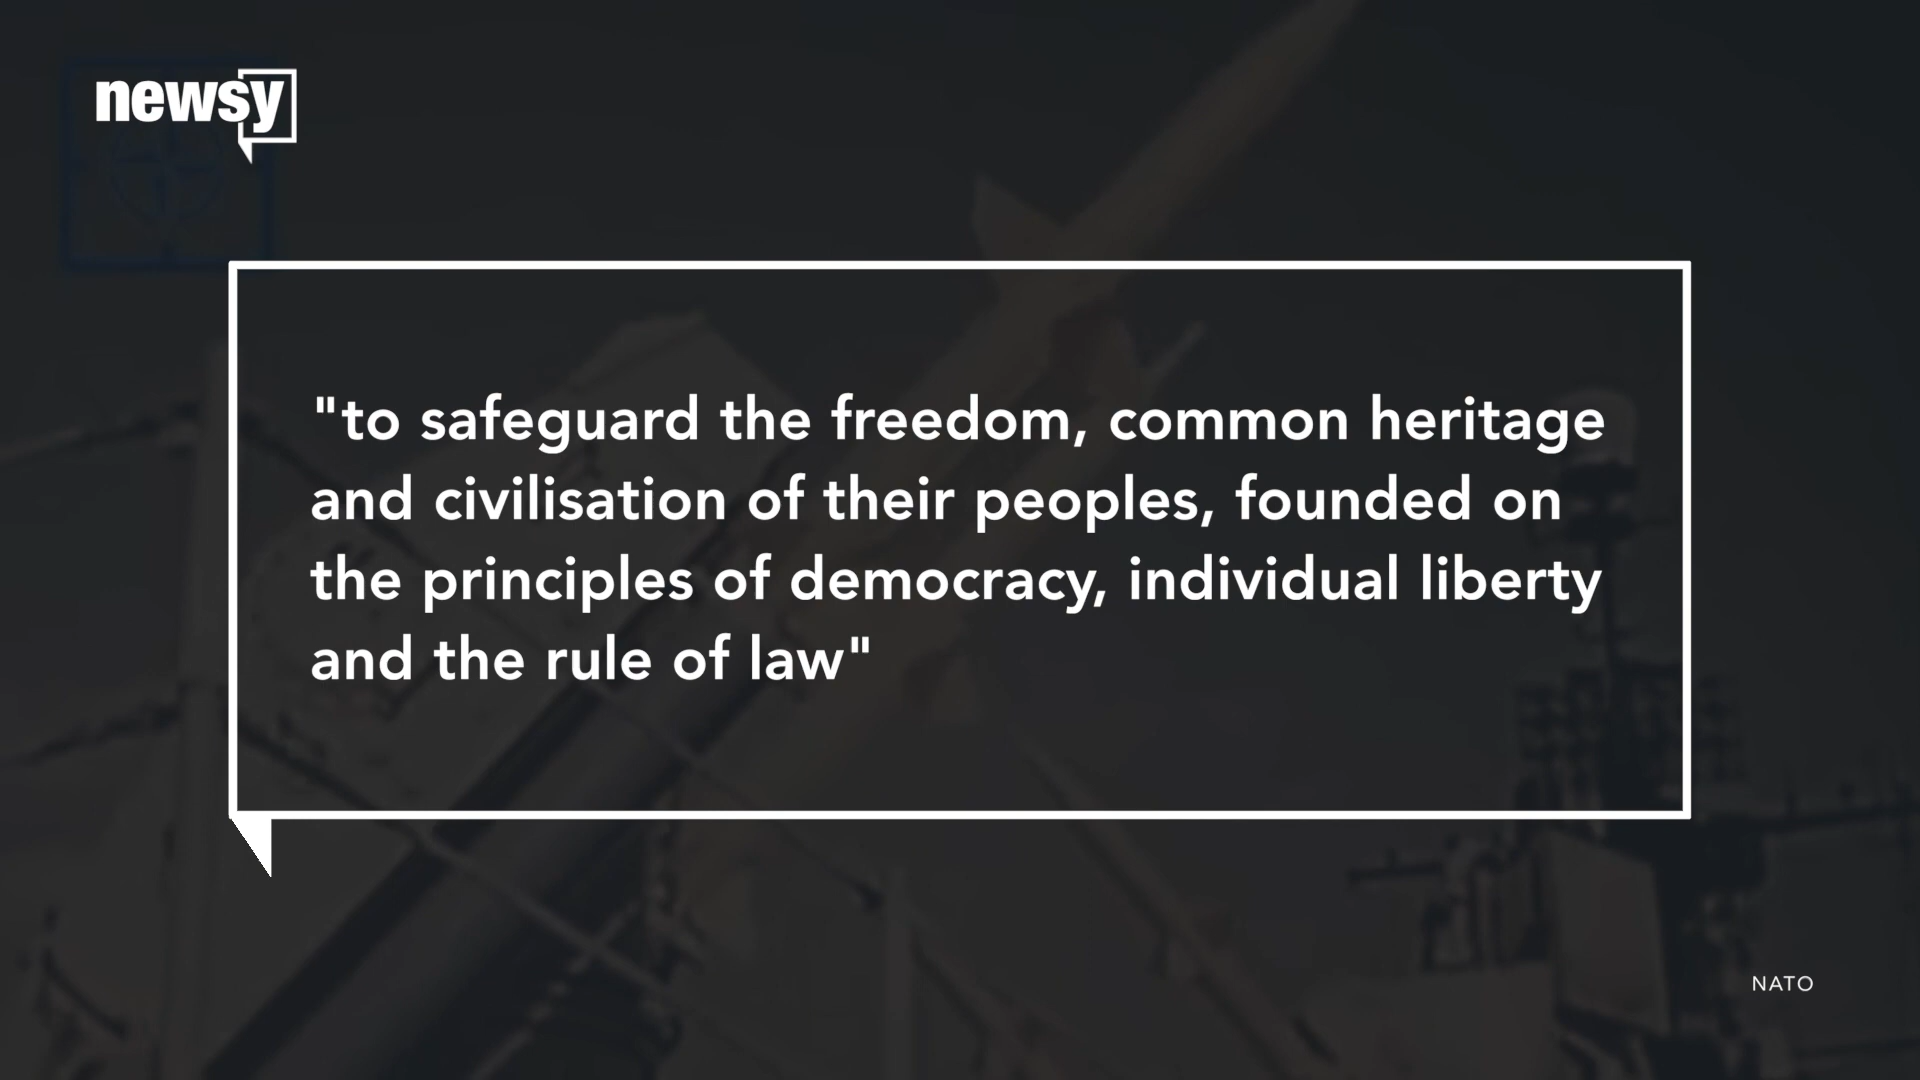 newsy
"to safeguard the freedom, common heritage
and civilisation of their peoples, founded on
the principles of democracy, individual liberty
and the rule of law"
NATO